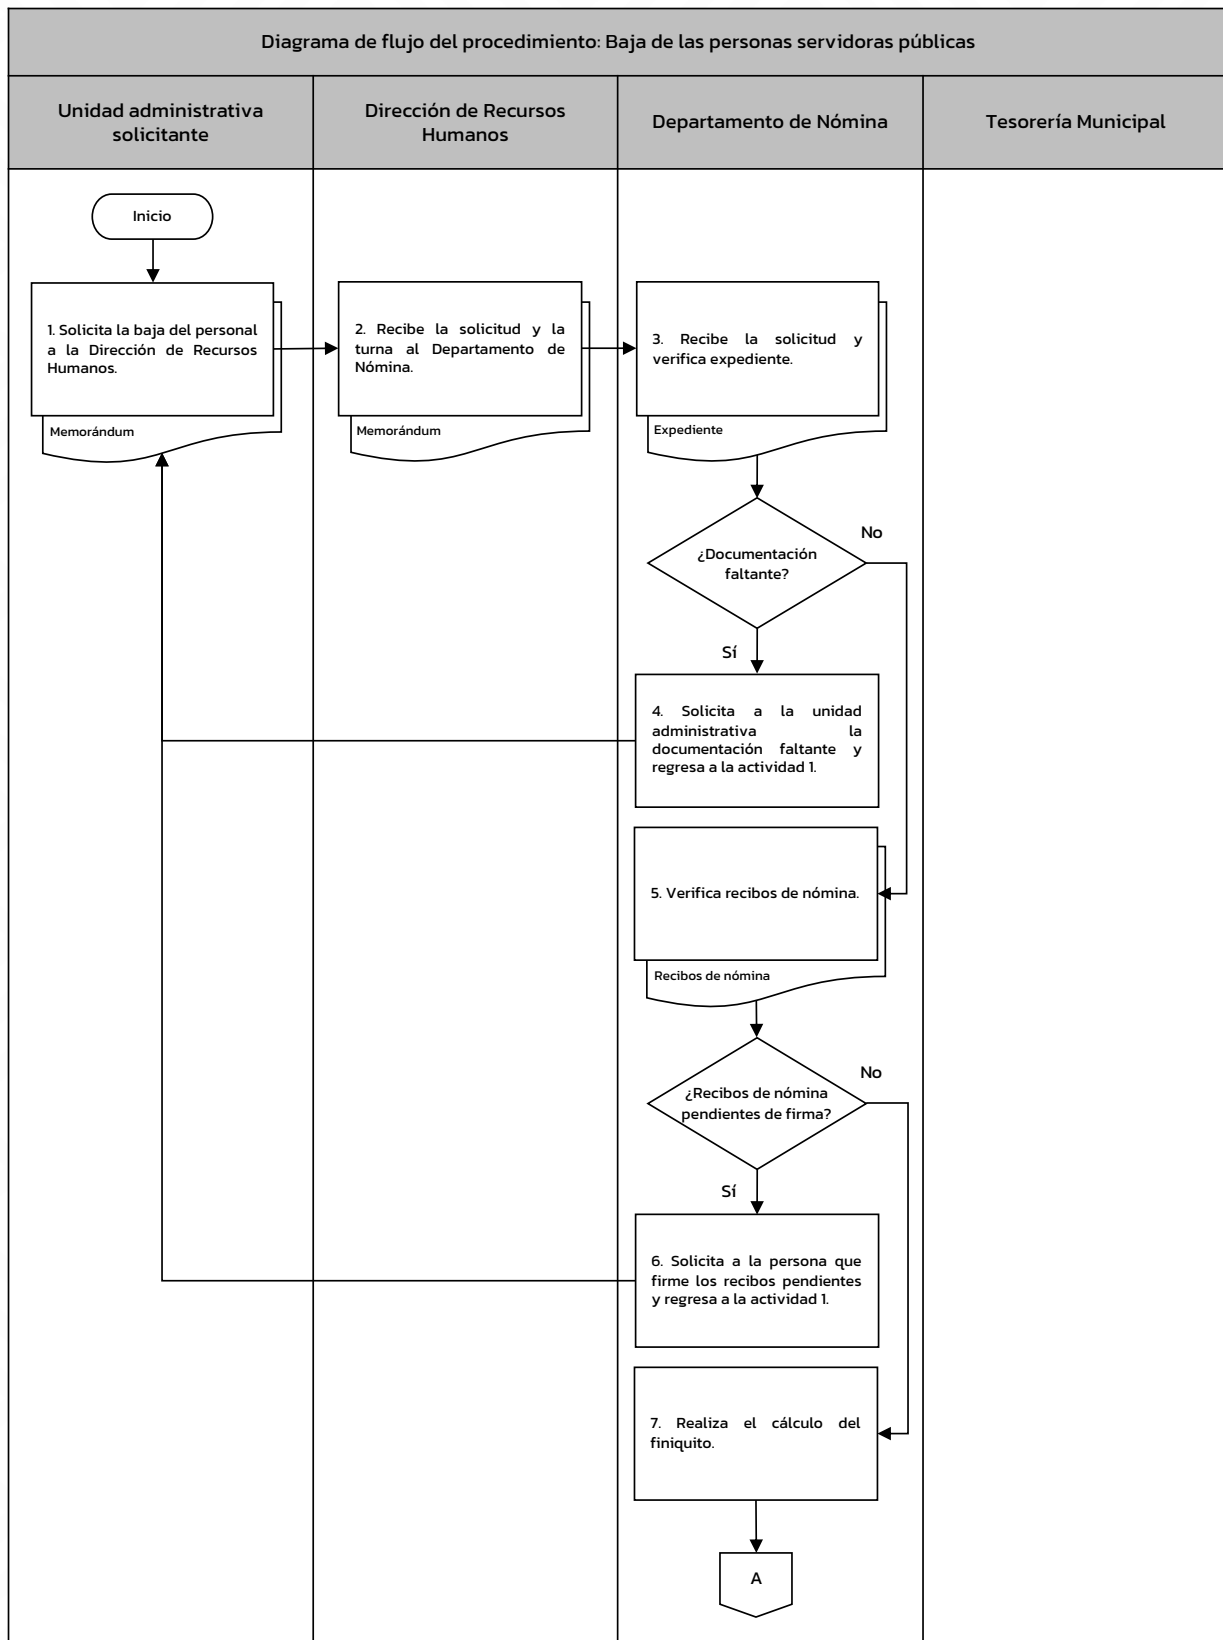 Diagrama de flujo del procedimiento: Baja de las personas servidoras públicas
Unidad administrativa
solicitante
Dirección de Recursos
Humanos
Departamento de Nómina
Tesorería Municipal
Inicio
1. Solicita la baja del personal
a la Dirección de Recursos
Humanos.
Memorándum
2. Recibe la solicitud y la
turna al Departamento de
Nómina.
Memorándum
3. Recibe la solicitud y
verifica expediente.
Expediente
¿Documentación
faltante?
No
Sí
4. Solicita a la unidad
administrativa la
documentación faltante y
regresa a la actividad 1.
5. Verifica recibos de nómina.
Recibos de nómina
¿Recibos de nómina
pendientes de firma?
No
Sí
6. Solicita a la persona que
firme los recibos pendientes
y regresa a la actividad 1.
7. Realiza el cálculo del
finiquito.
A